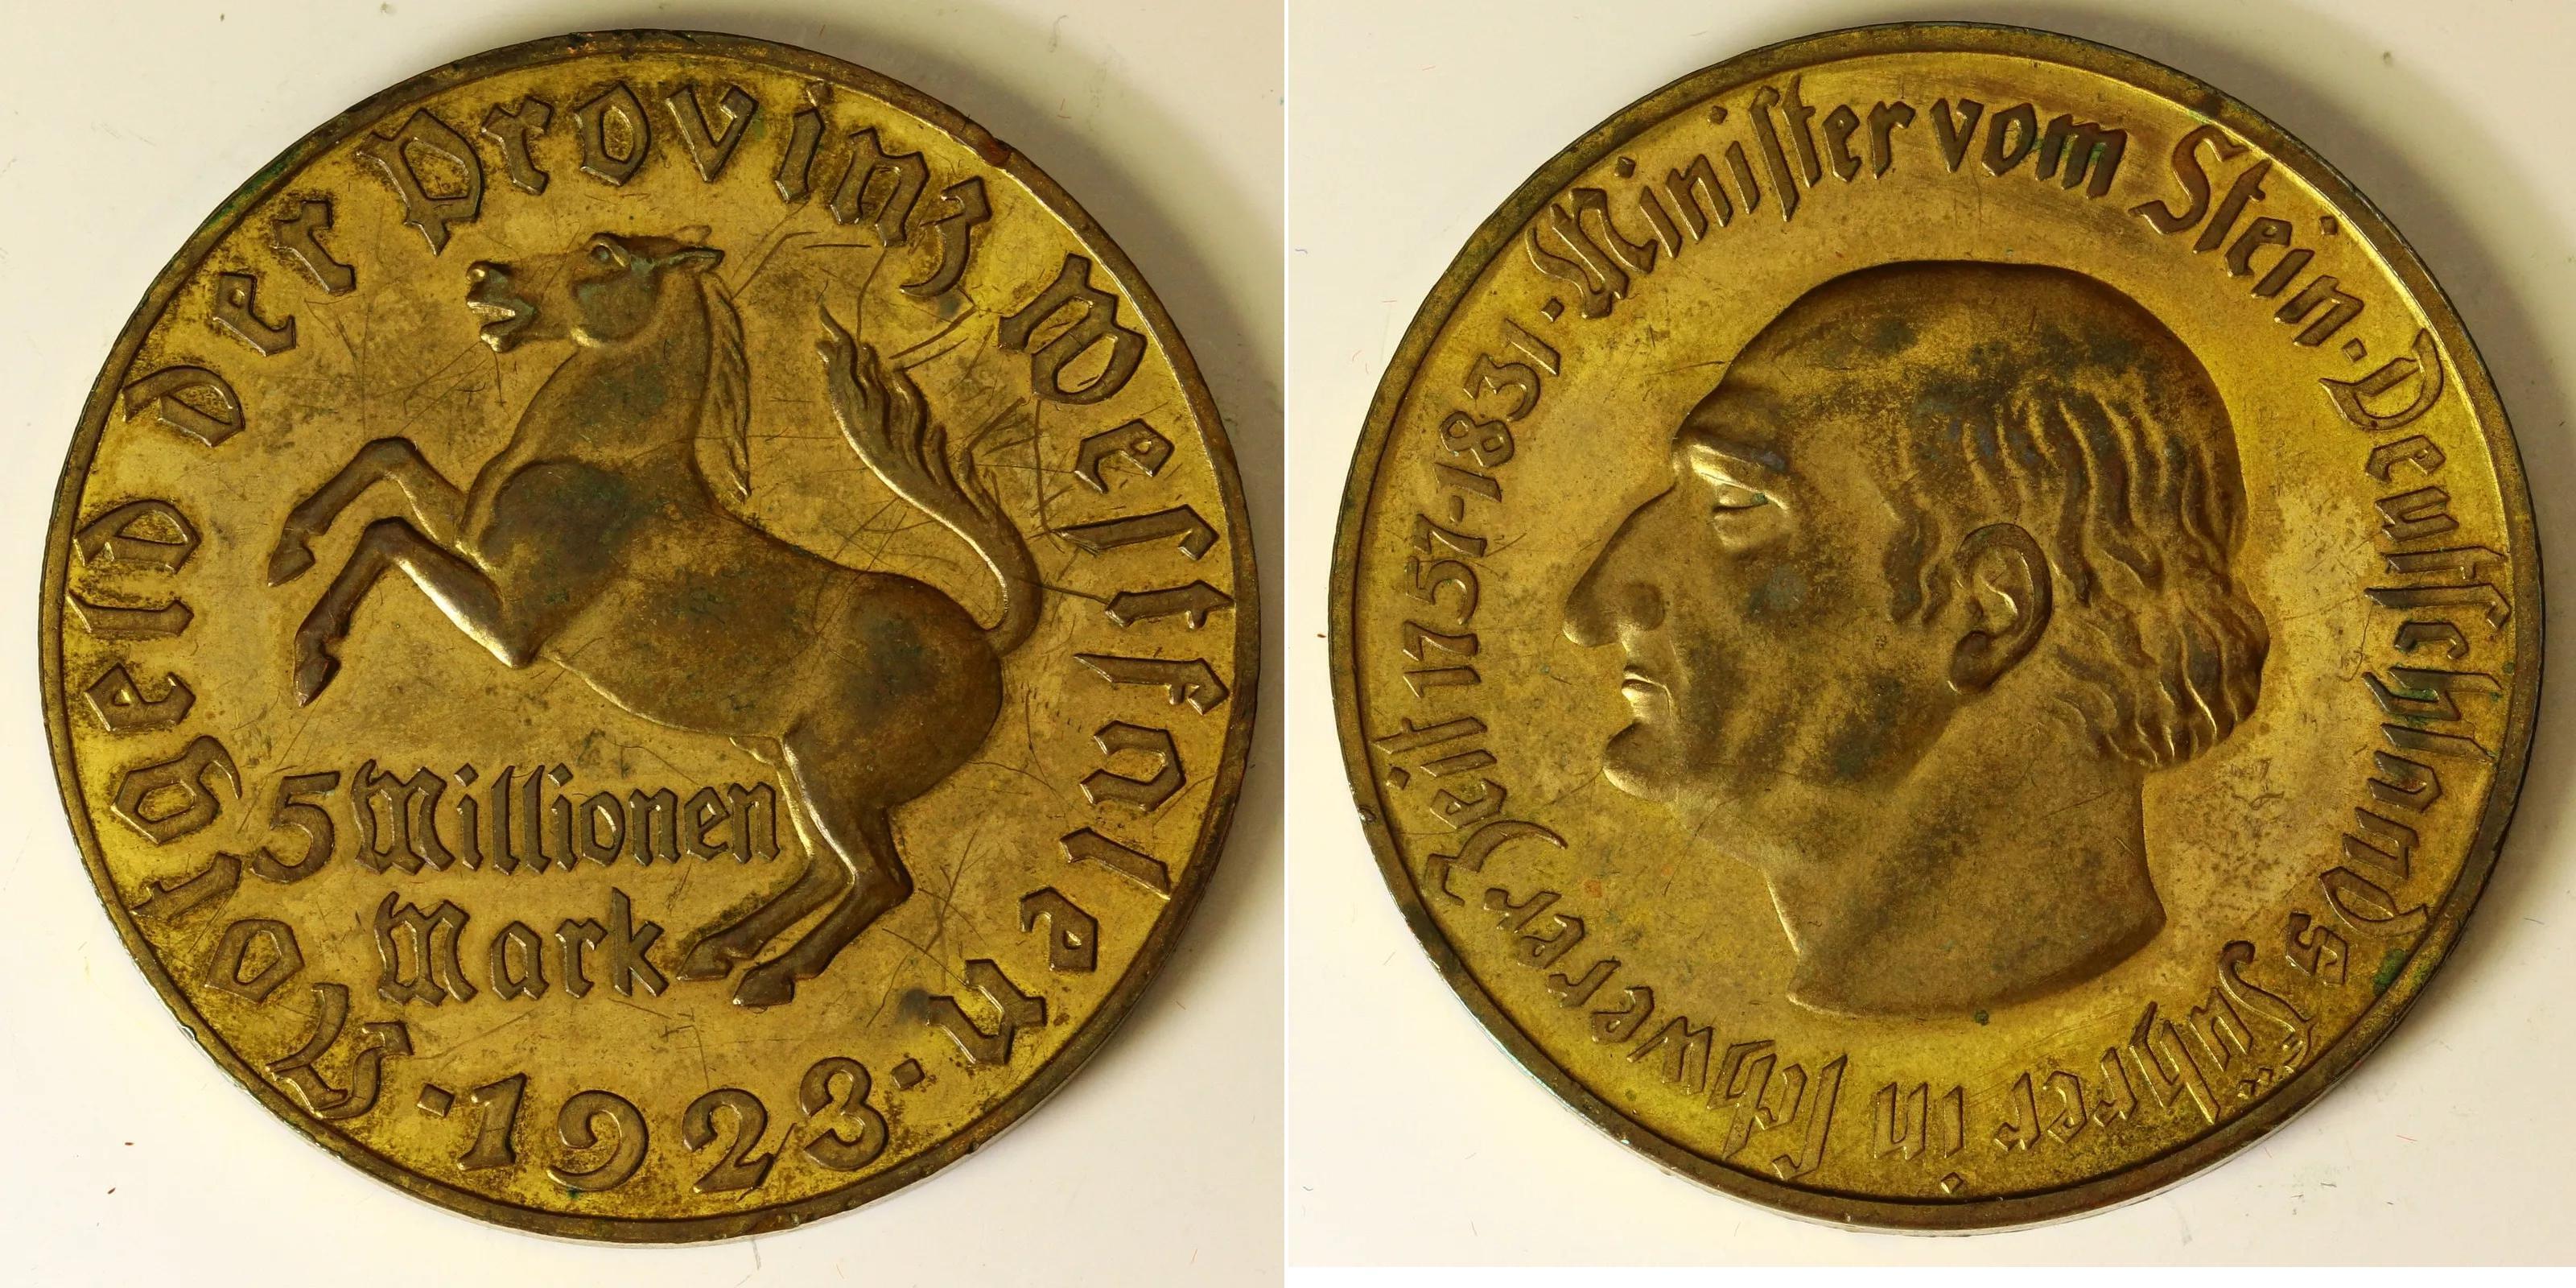 Notgeld der Provinz Westfalen
5 Millionen
Mark
·1923·
Minister vom Stein·Deutschlands Führer in schwerer Zeit 1757-1831·